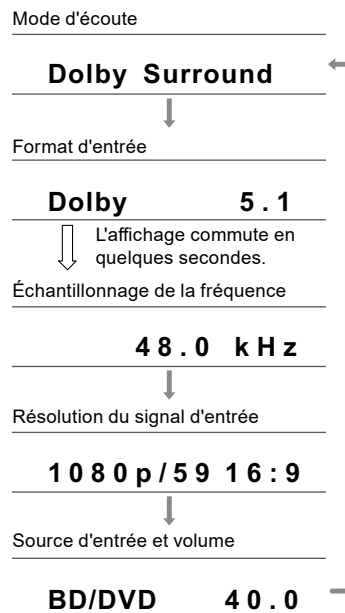 Mode d'écoute
Dolby Surround
Format d'entrée
Dolby 5.1
L'affichage commute en
quelques secondes.
Échantillonnage de la fréquence
48.0 kHz
Résolution du signal d'entrée
1080p/59 16:9
Source d'entrée et volume
BD/DVD 40.0